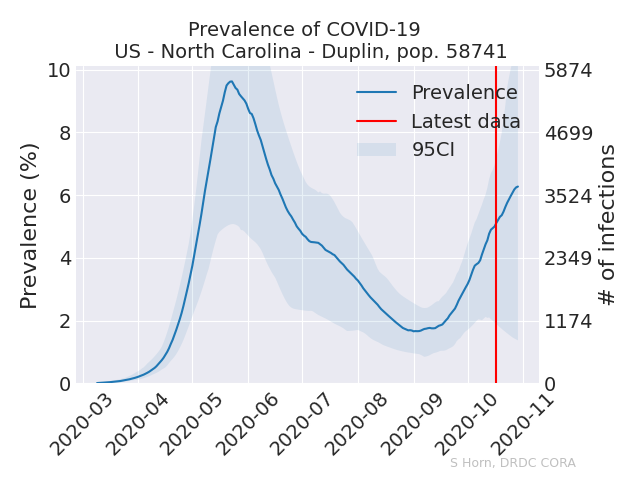 Prevalence of COVID-19
US - North Carolina - Duplin, pop. 58741
Prevalence
Latest data
95CI
Prevalence (%)
10
8
6
4
2
0
5874
4699
3524
2349
1174
0
# of infections
2020-03
2020-04
2020-05
2020-06
2020-07
2020-08
2020-09
2020-10
2020-11
S Horn, DRDC CORA